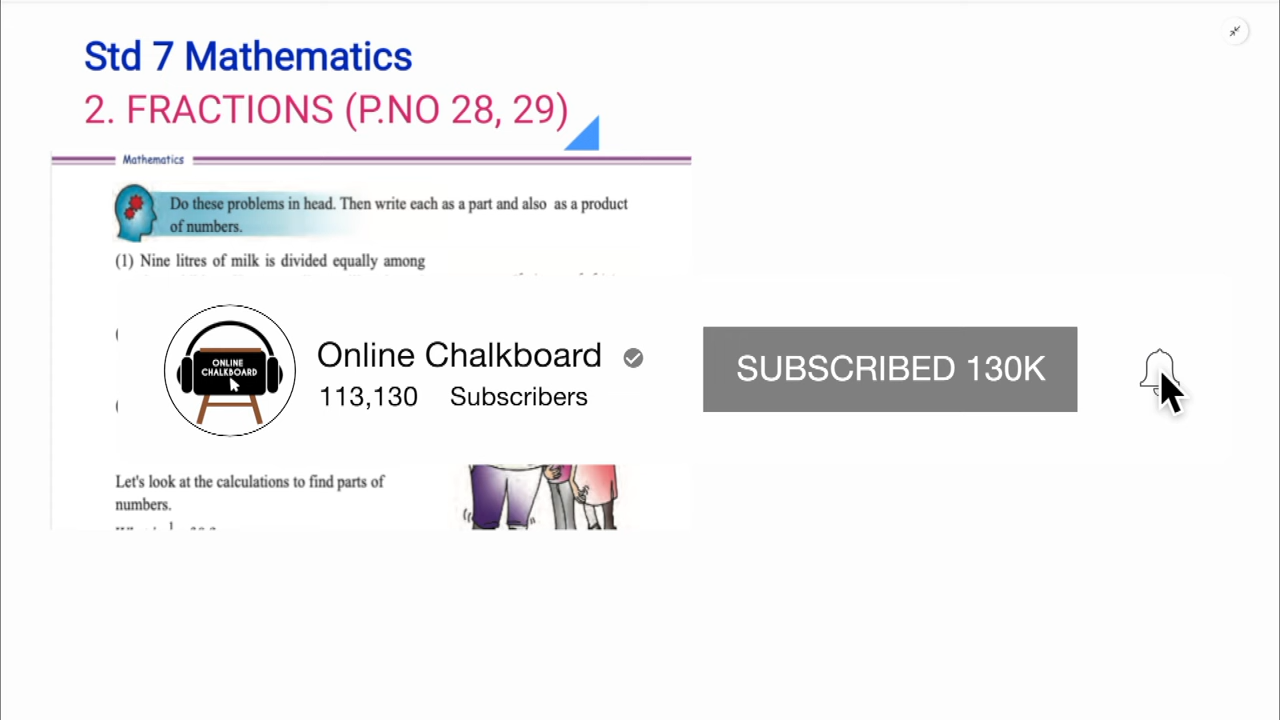 Std 7 Mathematics
2. FRACTIONS (P.NO 28, 29)
Mathematics
Do these problems in head. Then write each as a part and also as a product
of numbers.
(1) Nine litres of milk is divided equally among
ONLINE
CHALKBOARD
Online Chalkboard
113,130 Subscribers
SUBSCRIBED 130K
Let's look at the calculations to find parts of
numbers.